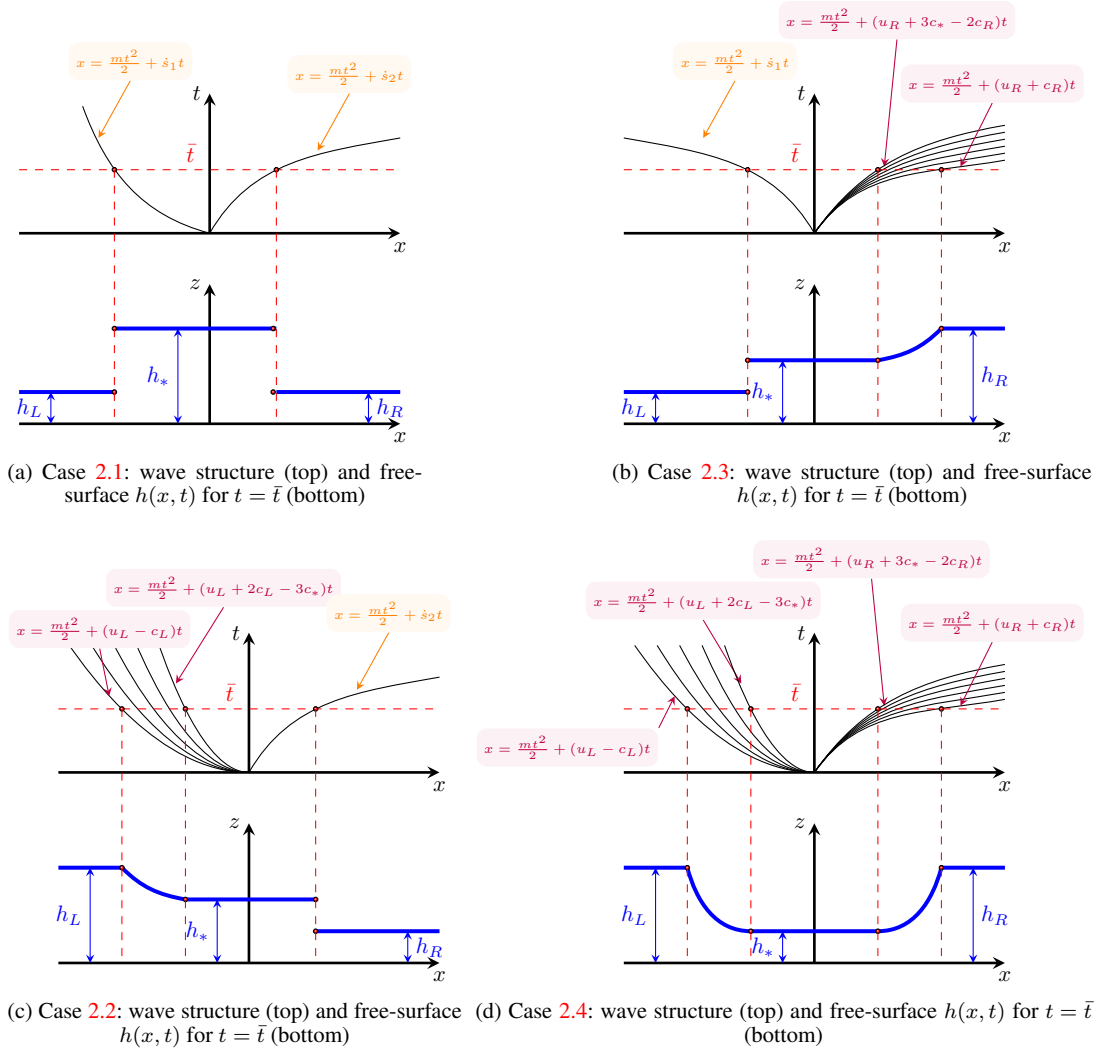 x = mt²/2 + ṡ₁t
x = mt²/2 + ṡ₂t
t
t̄
x
z
h_*
h_L
h_R
x
(a) Case 2.1: wave structure (top) and free-
surface h(x, t) for t = t̄ (bottom)
x = mt²/2 + (u_R + 3c_* − 2c_R)t
x = mt²/2 + ṡ₁t
x = mt²/2 + (u_R + c_R)t
t
t̄
x
z
h_R
h_*
h_L
x
(b) Case 2.3: wave structure (top) and free-surface
h(x, t) for t = t̄ (bottom)
x = mt²/2 + (u_L + 2c_L − 3c_*)t
x = mt²/2 + ṡ₂t
x = mt²/2 + (u_L − c_L)t
t
t̄
x
z
h_L
h_*
h_R
x
(c) Case 2.2: wave structure (top) and free-surface
h(x, t) for t = t̄ (bottom)
x = mt²/2 + (u_R + 3c_* − 2c_R)t
x = mt²/2 + (u_L + 2c_L − 3c_*)t
x = mt²/2 + (u_R + c_R)t
t
t̄
x = mt²/2 + (u_L − c_L)t
x
z
h_L
h_R
h_*
x
(d) Case 2.4: wave structure (top) and free-surface h(x, t) for t = t̄
(bottom)